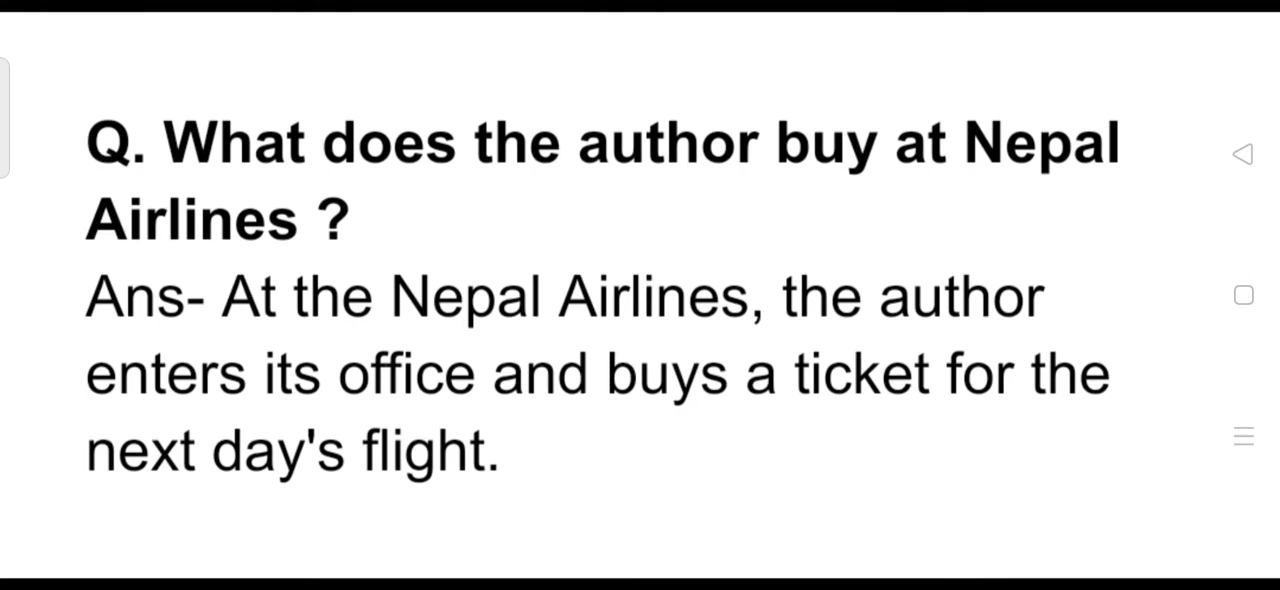 Q. What does the author buy at Nepal
Airlines ?
Ans- At the Nepal Airlines, the author
enters its office and buys a ticket for the
next day's flight.